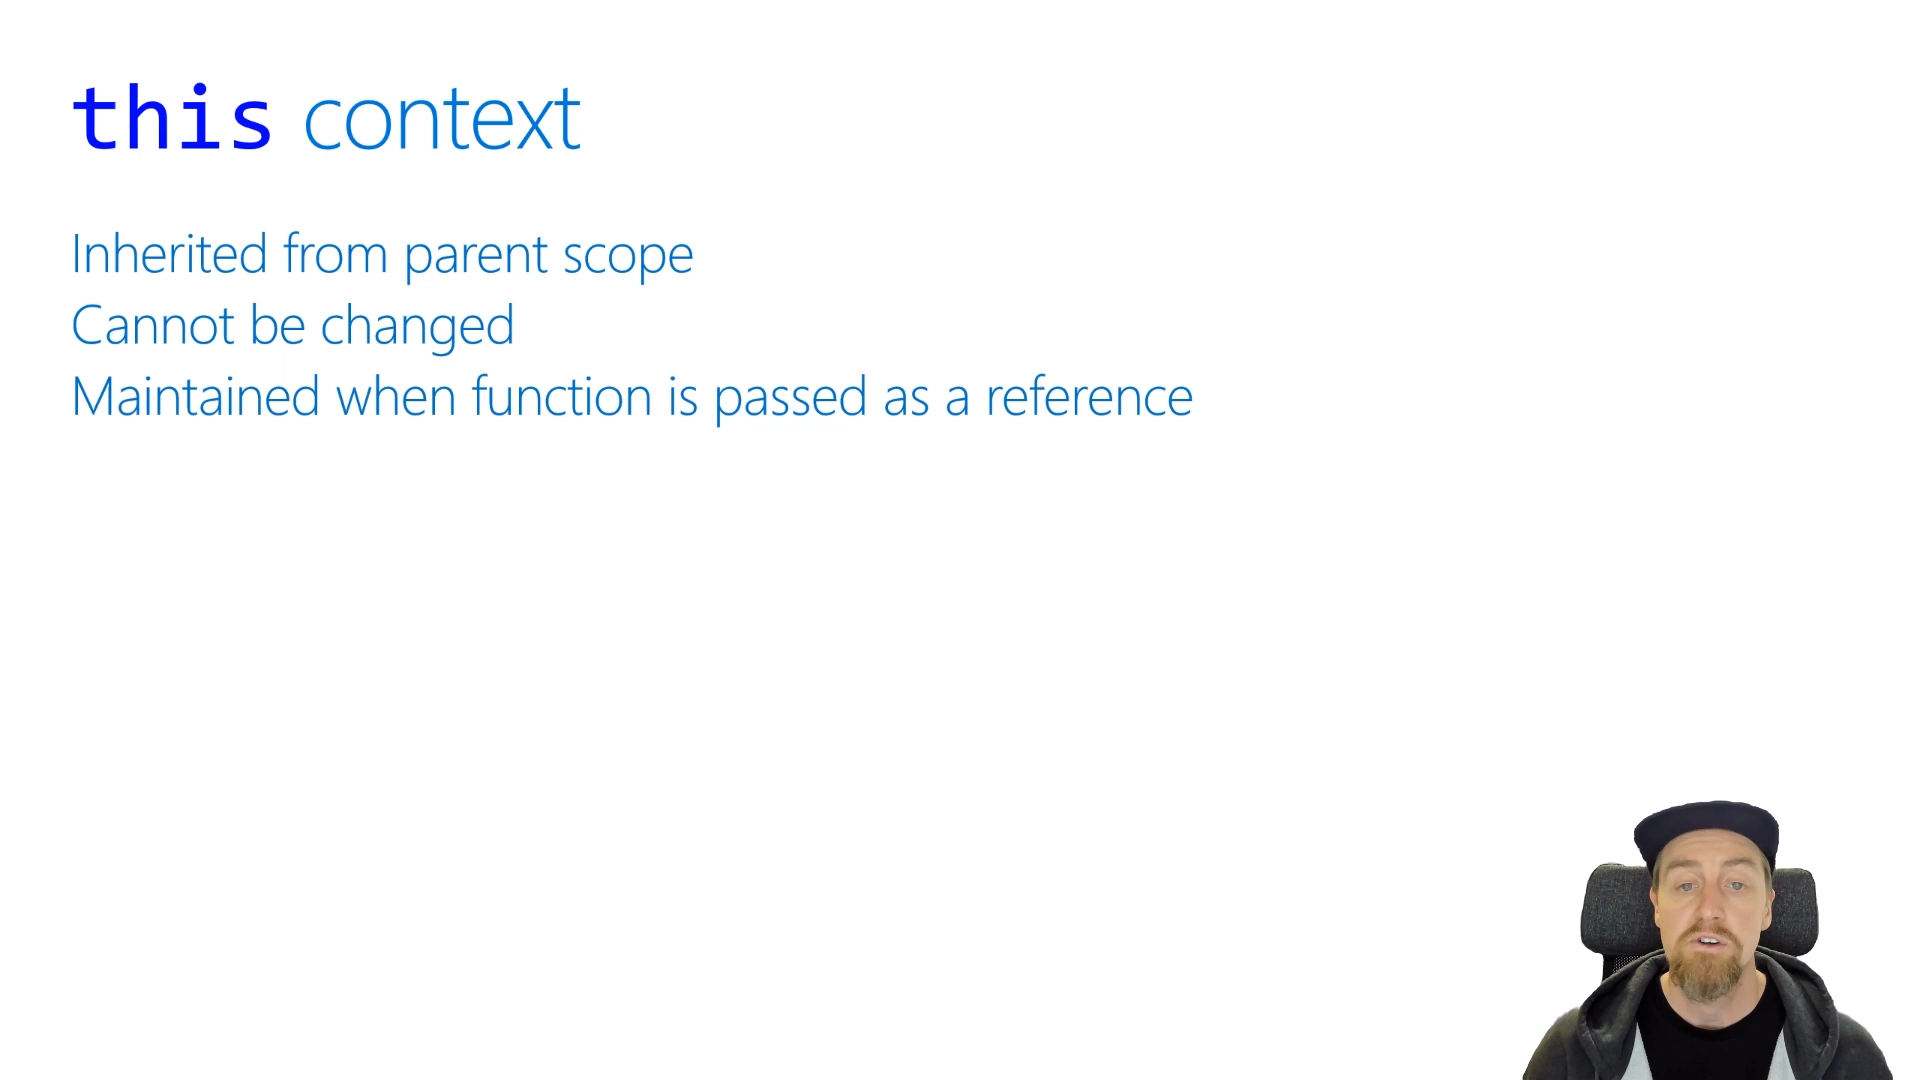 this context
Inherited from parent scope
Cannot be changed
Maintained when function is passed as a reference